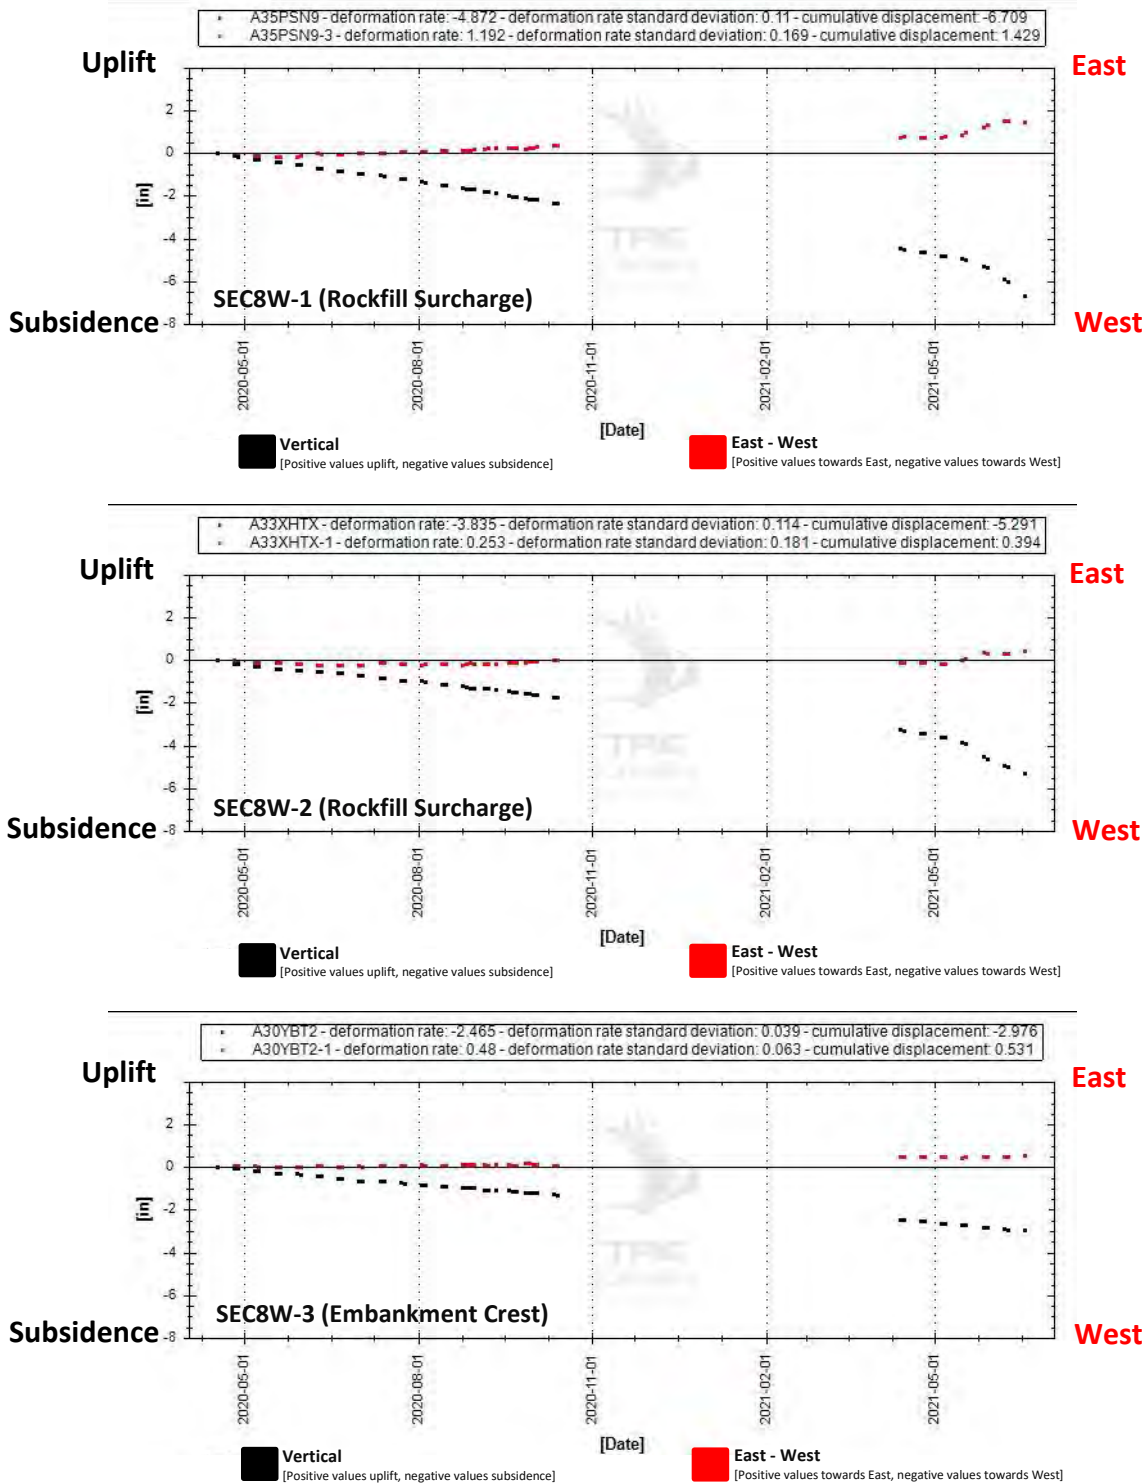 A35PSN9 - deformation rate: -4.872 - deformation rate standard deviation: 0.11 - cumulative displacement: -6.709
A35PSN9-3 - deformation rate: 1.192 - deformation rate standard deviation: 0.169 - cumulative displacement: 1.429
Uplift
East
2
0
-2
-4
-6
-8
[in]
SEC8W-1 (Rockfill Surcharge)
Subsidence
West
2020-05-01
2020-08-01
2020-11-01
2021-02-01
2021-05-01
[Date]
Vertical
[Positive values uplift, negative values subsidence]
East - West
[Positive values towards East, negative values towards West]
A33XHTX - deformation rate: -3.835 - deformation rate standard deviation: 0.114 - cumulative displacement: -5.291
A33XHTX-1 - deformation rate: 0.253 - deformation rate standard deviation: 0.181 - cumulative displacement: 0.394
Uplift
East
2
0
-2
-4
-6
-8
[in]
SEC8W-2 (Rockfill Surcharge)
Subsidence
West
2020-05-01
2020-08-01
2020-11-01
2021-02-01
2021-05-01
[Date]
Vertical
[Positive values uplift, negative values subsidence]
East - West
[Positive values towards East, negative values towards West]
A30YBT2 - deformation rate: -2.465 - deformation rate standard deviation: 0.039 - cumulative displacement: -2.976
A30YBT2-1 - deformation rate: 0.48 - deformation rate standard deviation: 0.063 - cumulative displacement: 0.531
Uplift
East
2
0
-2
-4
-6
-8
[in]
SEC8W-3 (Embankment Crest)
Subsidence
West
2020-05-01
2020-08-01
2020-11-01
2021-02-01
2021-05-01
[Date]
Vertical
[Positive values uplift, negative values subsidence]
East - West
[Positive values towards East, negative values towards West]